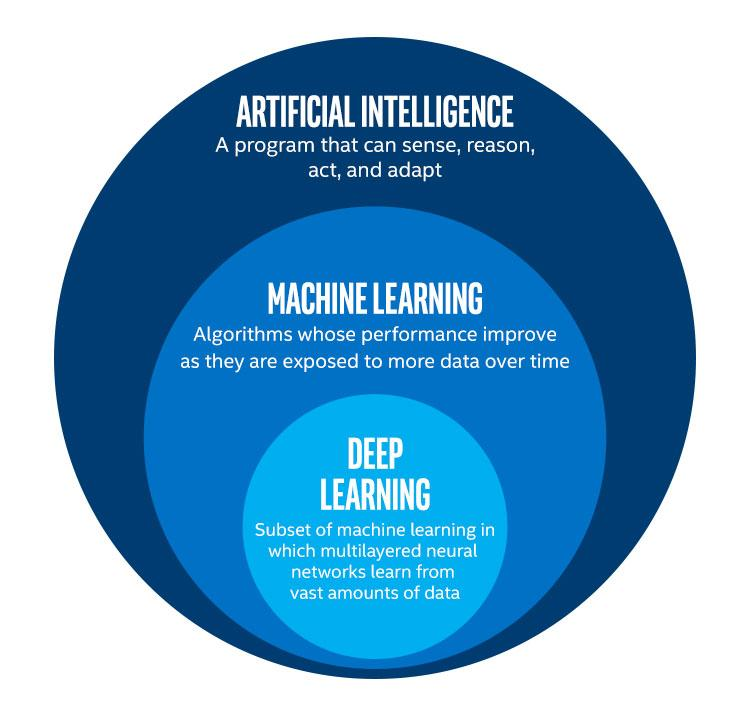 ARTIFICIAL INTELLIGENCE
A program that can sense, reason,
act, and adapt
MACHINE LEARNING
Algorithms whose performance improve
as they are exposed to more data over time
DEEP
LEARNING
Subset of machine learning in
which multilayered neural
networks learn from
vast amounts of data